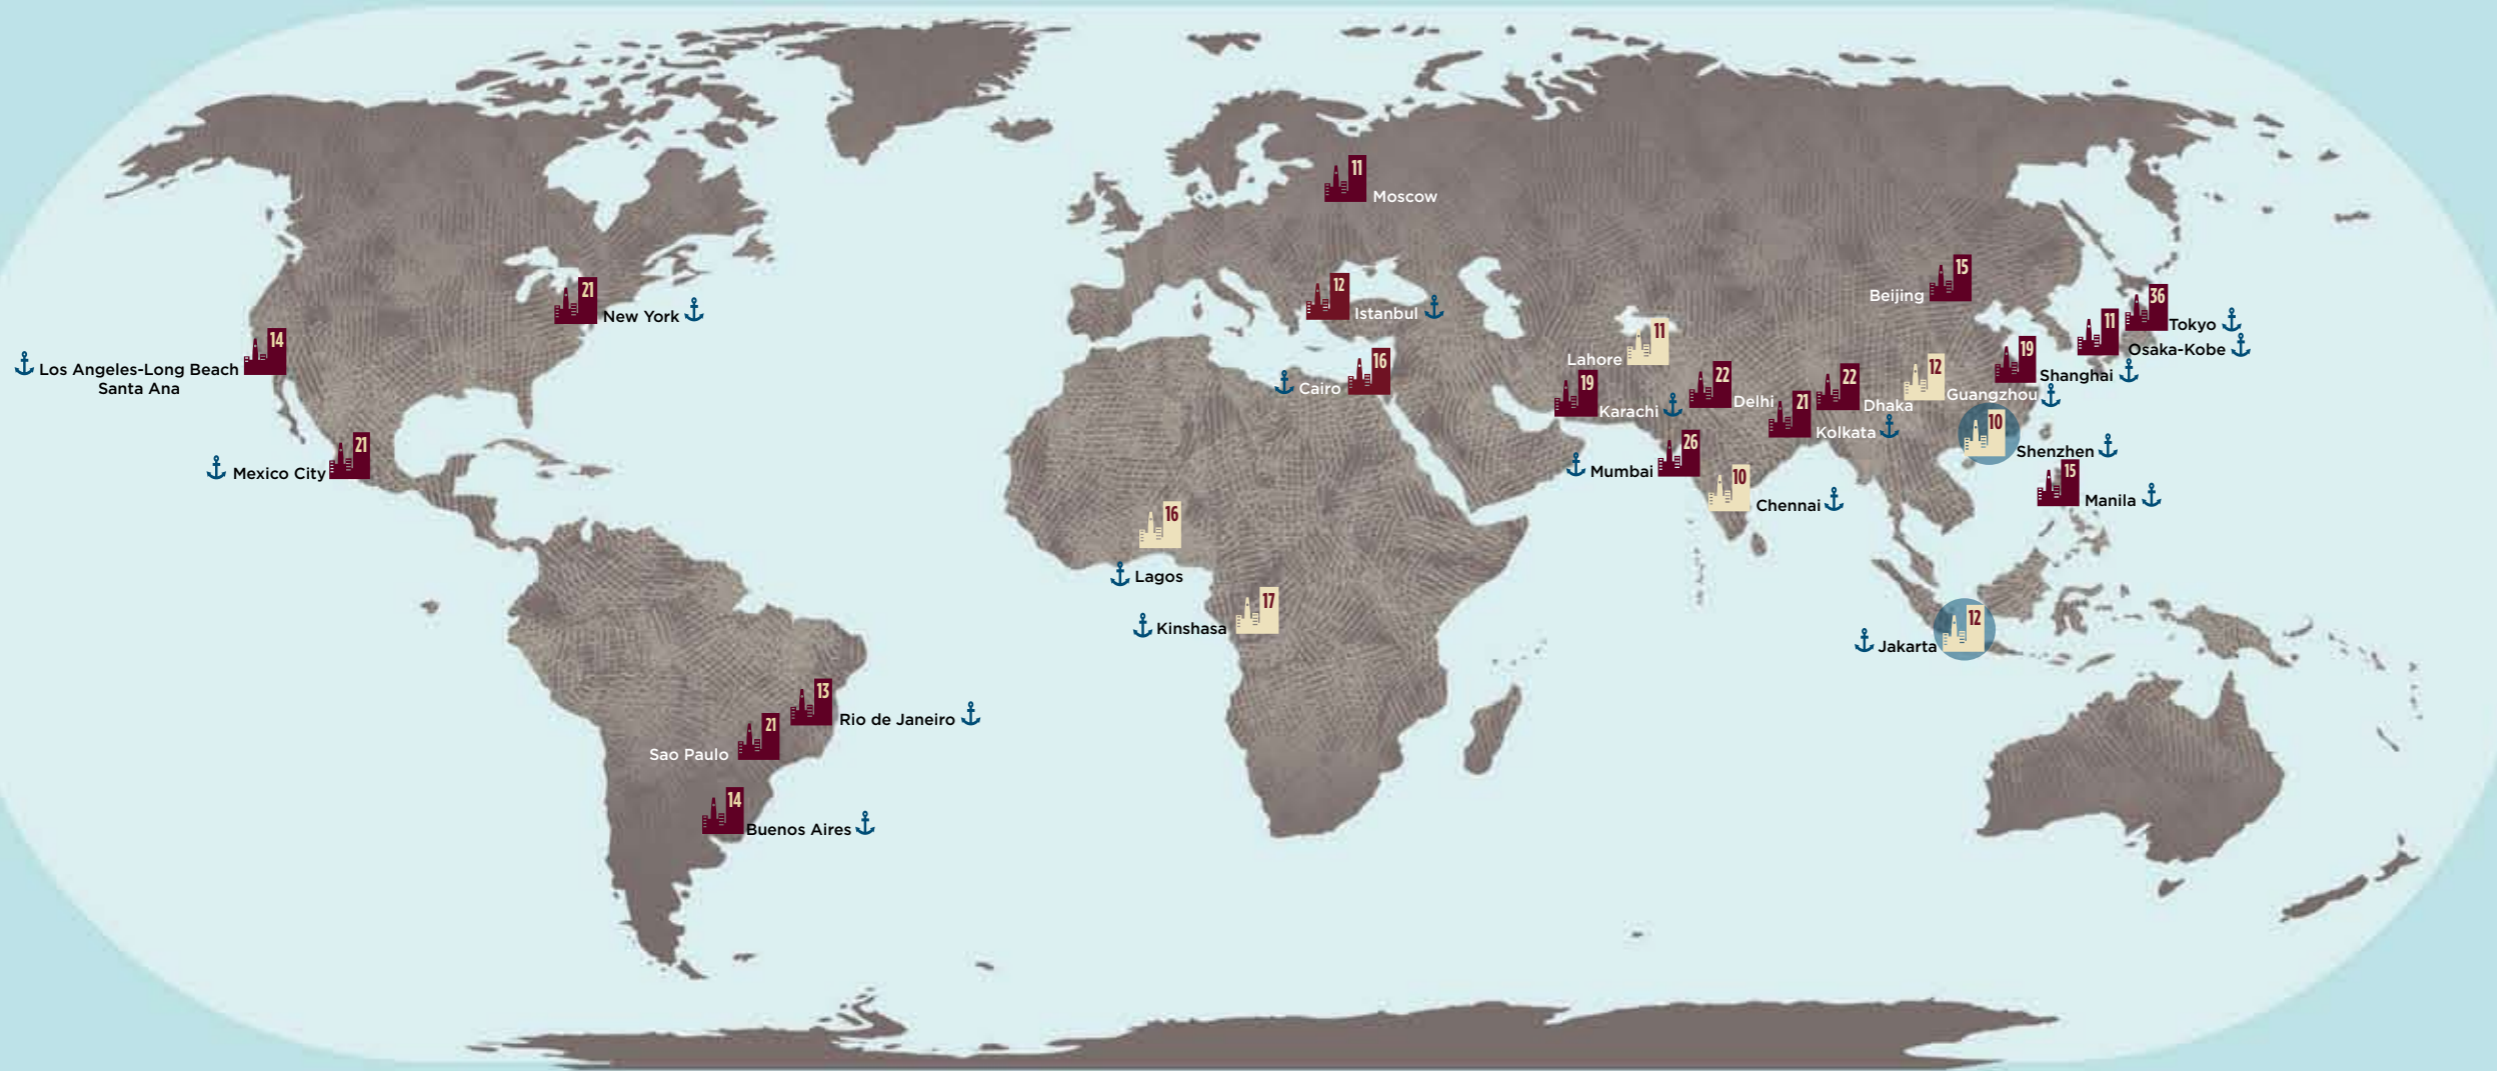 11
Moscow
15
Beijing
21
New York
12
Istanbul
36
Tokyo
11
Osaka-Kobe
14
Los Angeles-Long Beach
Santa Ana
11
Lahore
19
Shanghai
16
Cairo
19
Karachi
22
Delhi
22
Dhaka
12
Guangzhou
21
Kolkata
10
Shenzhen
21
Mexico City
26
Mumbai
10
Chennai
15
Manila
16
Lagos
17
Kinshasa
12
Jakarta
13
Rio de Janeiro
21
Sao Paulo
14
Buenos Aires